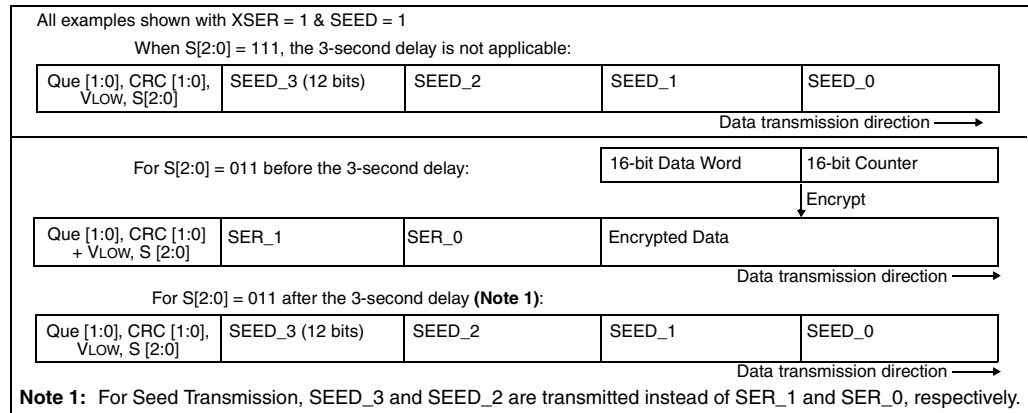 All examples shown with XSER = 1 & SEED = 1
When S[2:0] = 111, the 3-second delay is not applicable:
Que [1:0], CRC [1:0],
VLOW, S[2:0]
SEED_3 (12 bits)
SEED_2
SEED_1
SEED_0
Data transmission direction
For S[2:0] = 011 before the 3-second delay:
16-bit Data Word
16-bit Counter
Encrypt
Que [1:0], CRC [1:0]
+ VLOW, S [2:0]
SER_1
SER_0
Encrypted Data
Data transmission direction
For S[2:0] = 011 after the 3-second delay (Note 1):
Que [1:0], CRC [1:0],
VLOW, S [2:0]
SEED_3 (12 bits)
SEED_2
SEED_1
SEED_0
Data transmission direction
Note 1: For Seed Transmission, SEED_3 and SEED_2 are transmitted instead of SER_1 and SER_0, respectively.